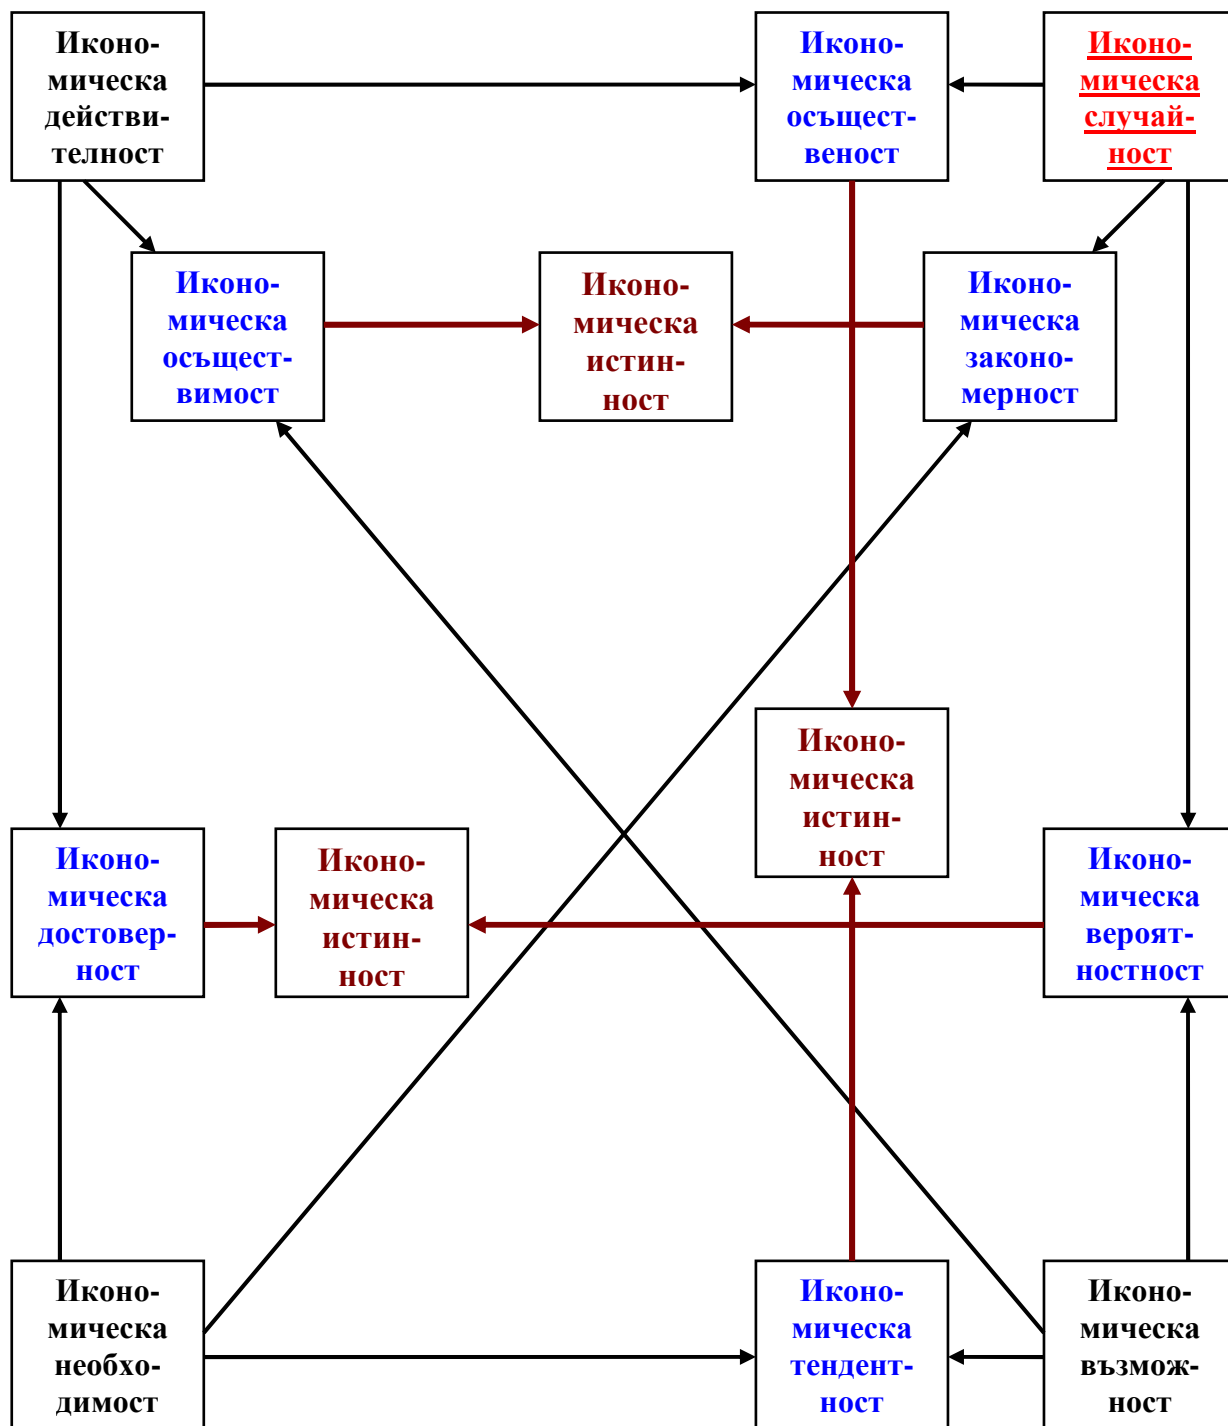 Иконо-
мическа
действи-
телност
Иконо-
мическа
осъщест-
веност
Иконо-
мическа
случай-
ност
Иконо-
мическа
осъщест-
вимост
Иконо-
мическа
истин-
ност
Иконо-
мическа
законо-
мерност
Иконо-
мическа
истин-
ност
Иконо-
мическа
достовер-
ност
Иконо-
мическа
истин-
ност
Иконо-
мическа
вероят-
ностност
Иконо-
мическа
необхо-
димост
Иконо-
мическа
тендент-
ност
Иконо-
мическа
възмож-
ност